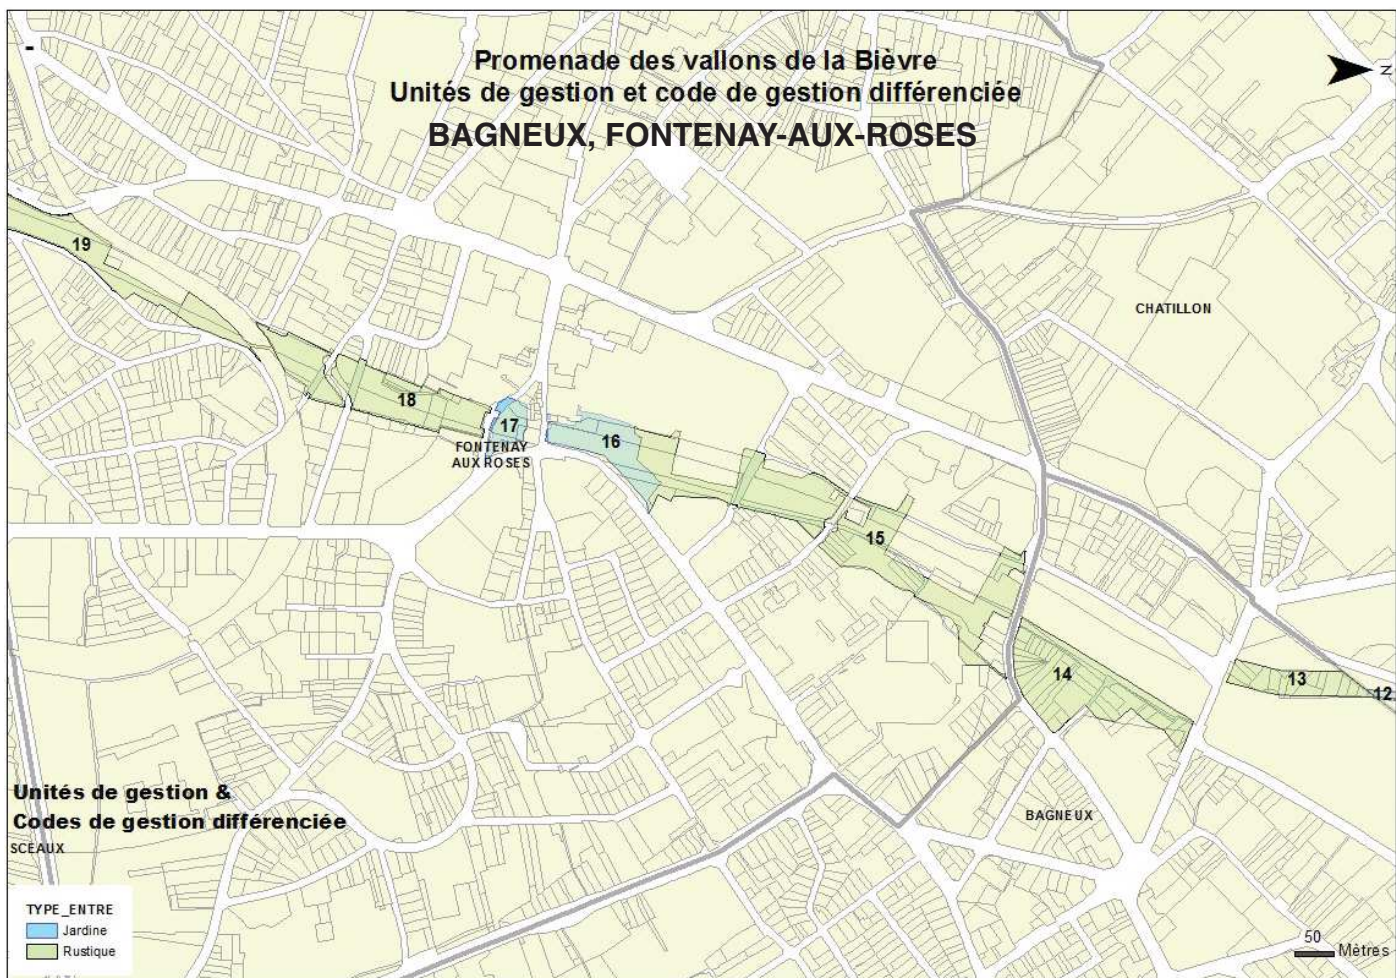 -
Promenade des vallons de la Bièvre
Unités de gestion et code de gestion différenciée
BAGNEUX, FONTENAY-AUX-ROSES
N
19
CHATILLON
18
17
FONTENAY
AUX ROSES
16
15
14
13
12
Unités de gestion &
Codes de gestion différenciée
SCEAUX
BAGNEUX
TYPE_ENTRE
Jardine
Rustique
50
Mètres